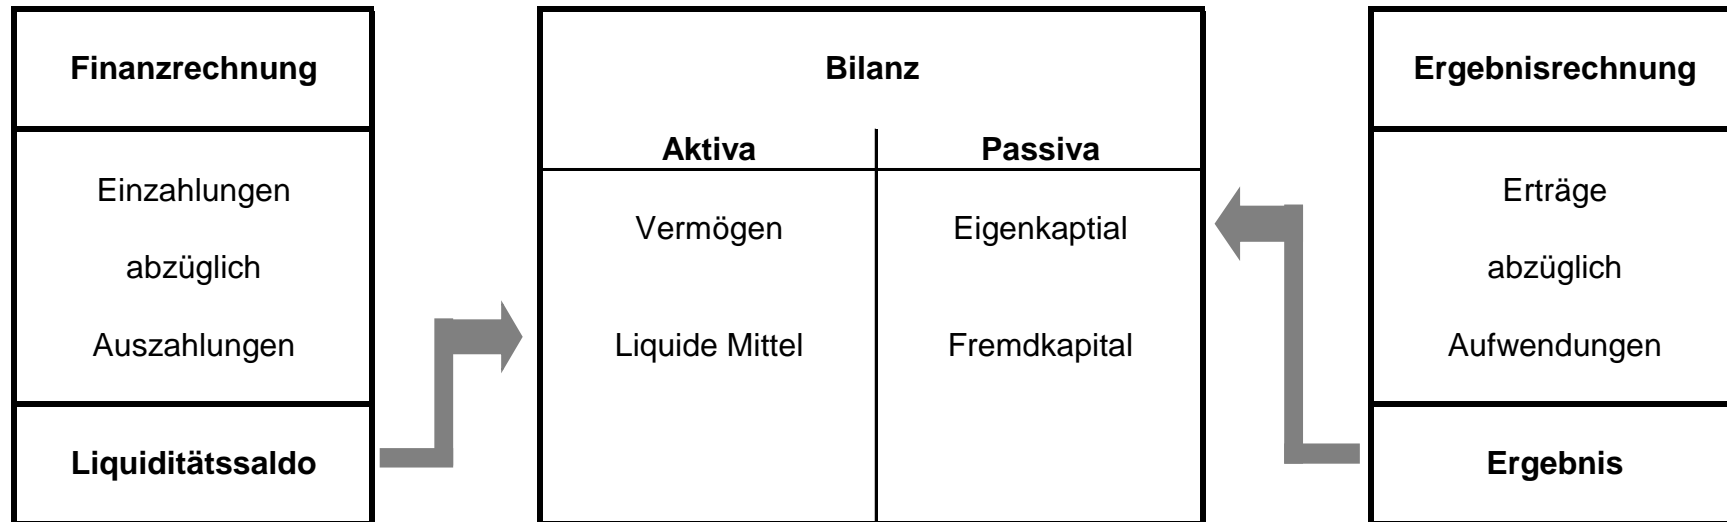 Finanzrechnung
Einzahlungen
abzüglich
Auszahlungen
Liquiditätssaldo
Bilanz
Aktiva
Passiva
Vermögen
Eigenkaptial
Liquide Mittel
Fremdkapital
Ergebnisrechnung
Erträge
abzüglich
Aufwendungen
Ergebnis